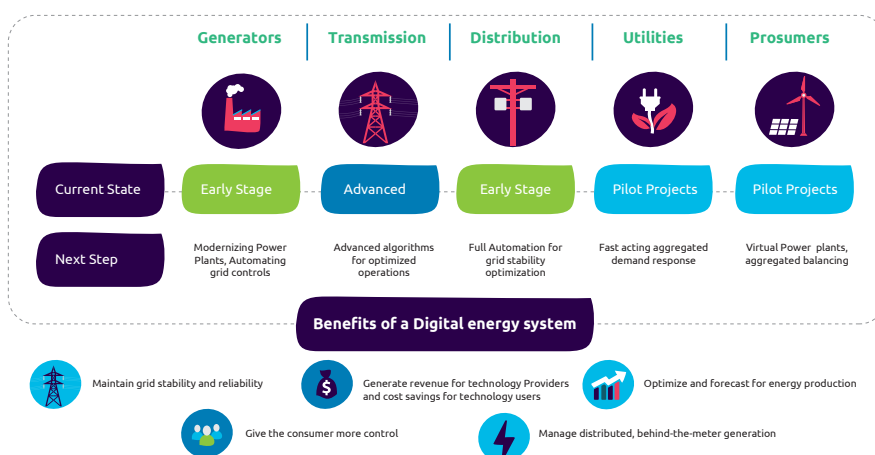 Generators
Transmission
Distribution
Utilities
Prosumers
Current State
Early Stage
Advanced
Early Stage
Pilot Projects
Pilot Projects
Next Step
Modernizing Power
Plants, Automating
grid controls
Advanced algorithms
for optimized
operations
Full Automation for
grid stability
optimization
Fast acting aggregated
demand response
Virtual Power plants,
aggregated balancing
Benefits of a Digital energy system
Maintain grid stability and reliability
$
Generate revenue for technology Providers
and cost savings for technology users
Optimize and forecast for energy production
Give the consumer more control
Manage distributed, behind-the-meter generation